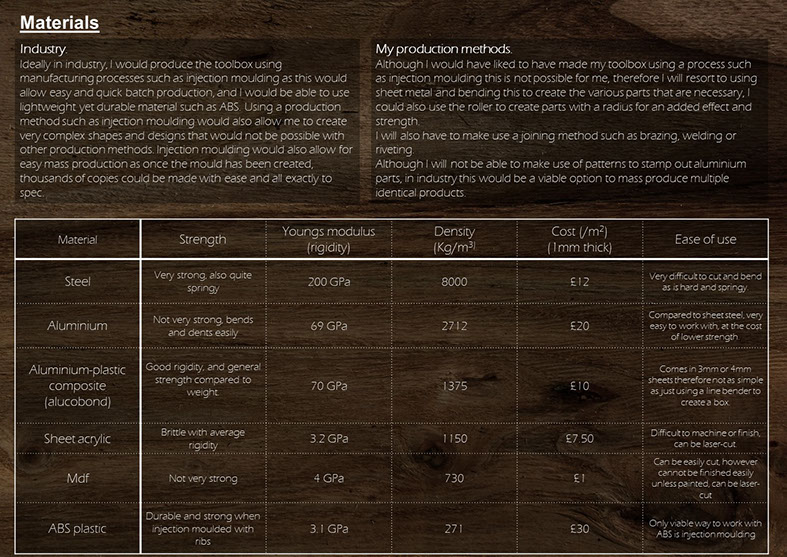 Materials
Industry.
Ideally in industry, I would produce the toolbox using
manufacturing processes such as injection moulding as this would
allow easy and quick batch production, and I would be able to use
lightweight yet durable material such as ABS. Using a production
method such as injection moulding would also allow me to create
very complex shapes and designs that would not be possible with
other production methods. Injection moulding would also allow for
easy mass production as once the mould has been created,
thousands of copies could be made with ease and all exactly to
spec.
My production methods.
Although I would have liked to have made my toolbox using a process such
as injection moulding this is not possible for me, therefore I will resort to using
sheet metal and bending this to create the various parts that are necessary, I
could also use the roller to create parts with a radius for an added effect and
strength.
I will also have to make use a joining method such as brazing, welding or
riveting.
Although I will not be able to make use of patterns to stamp out aluminium
parts, in industry this would be a viable option to mass produce multiple
identical products.
Material
Strength
Youngs modulus
(rigidity)
Density
(Kg/m³)
Cost (/m²)
(1mm thick)
Ease of use
Steel
Very strong, also quite
springy
200 GPa
8000
£12
Very difficult to cut and bend
as is hard and springy
Aluminium
Not very strong, bends
and dents easily
69 GPa
2712
£20
Compared to sheet steel, very
easy to work with, at the cost
of lower strength
Aluminium-plastic
composite
(alucobond)
Good rigidity, and general
strength compared to
weight.
70 GPa
1375
£10
Comes in 3mm or 4mm
sheets therefore not as simple
as just using a line bender to
create a box.
Sheet acrylic
Brittle with average
rigidity
3.2 GPa
1150
£7.50
Difficult to machine or finish,
can be laser-cut.
Mdf
Not very strong
4 GPa
730
£1
Can be easily cut, however
cannot be finished easily
unless painted, can be laser-
cut
ABS plastic
Durable and strong when
injection moulded with
ribs
3.1 GPa
271
£30
Only viable way to work with
ABS is injection moulding